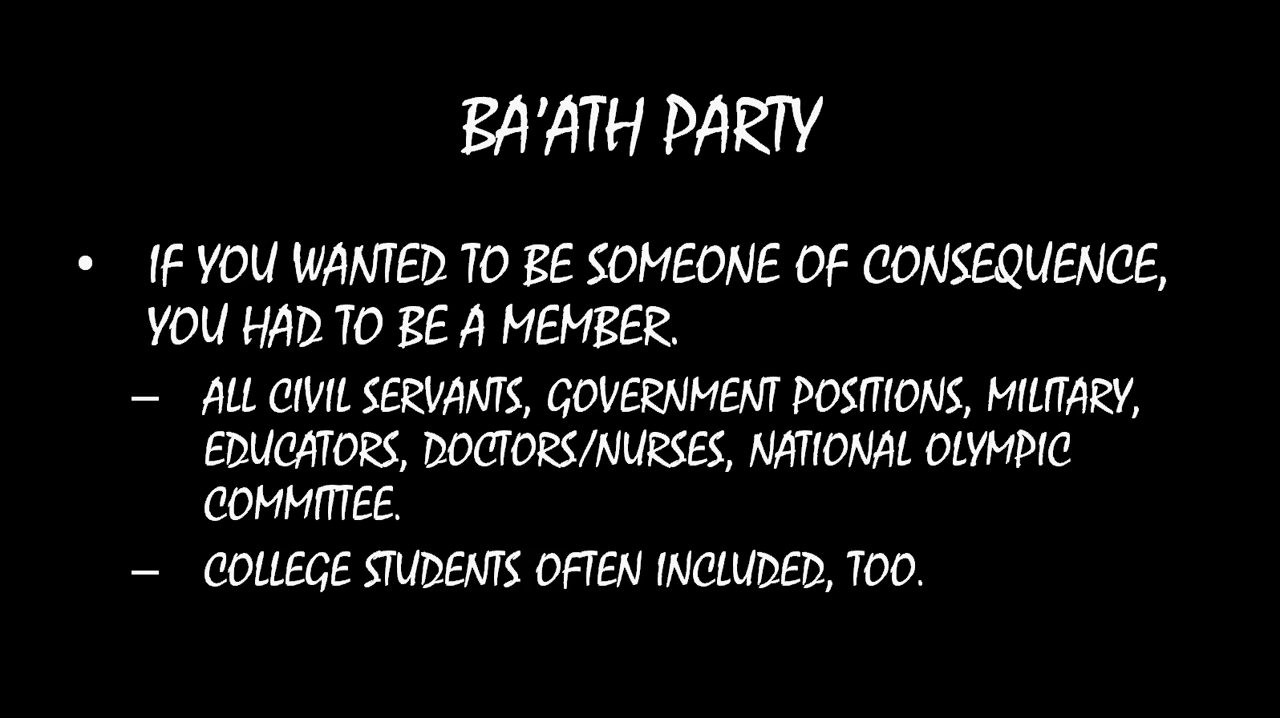 BA'ATH PARTY
• IF YOU WANTED TO BE SOMEONE OF CONSEQUENCE,
YOU HAD TO BE A MEMBER.
– ALL CIVIL SERVANTS, GOVERNMENT POSITIONS, MILITARY,
EDUCATORS, DOCTORS/NURSES, NATIONAL OLYMPIC
COMMITTEE.
– COLLEGE STUDENTS OFTEN INCLUDED, TOO.